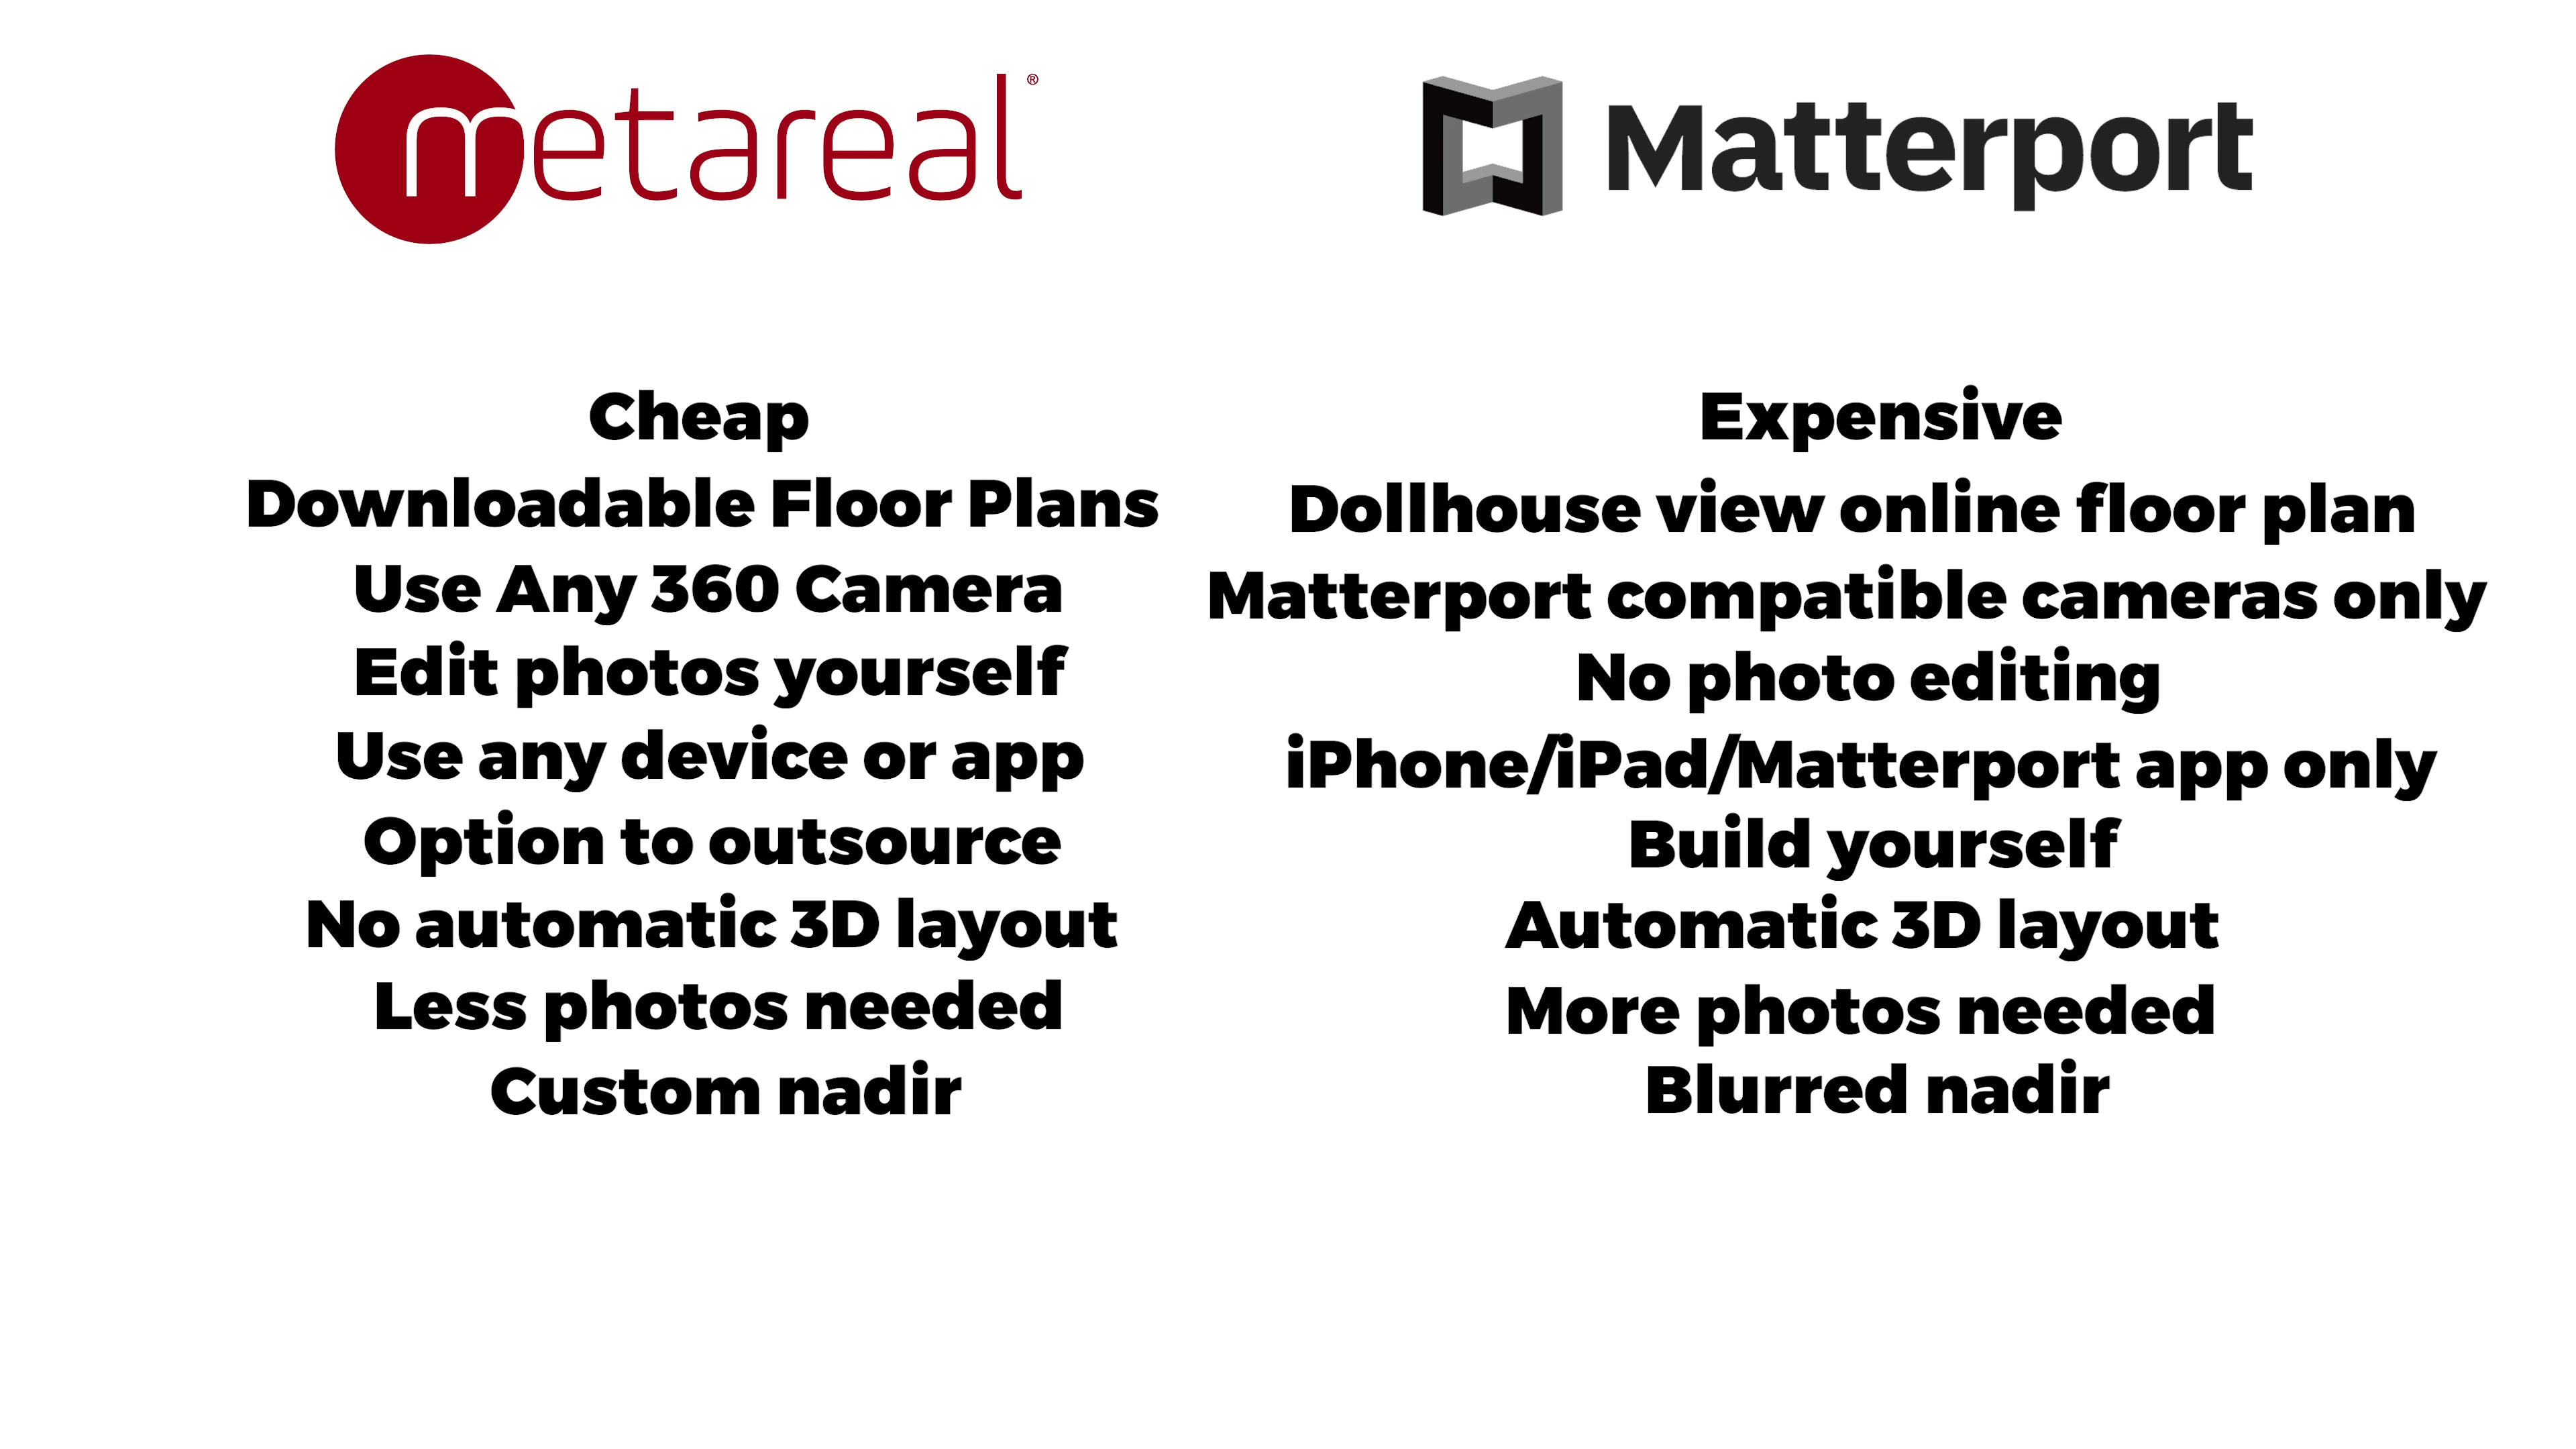 metareal®
Matterport
Cheap
Downloadable Floor Plans
Use Any 360 Camera
Edit photos yourself
Use any device or app
Option to outsource
No automatic 3D layout
Less photos needed
Custom nadir
Expensive
Dollhouse view online floor plan
Matterport compatible cameras only
No photo editing
iPhone/iPad/Matterport app only
Build yourself
Automatic 3D layout
More photos needed
Blurred nadir